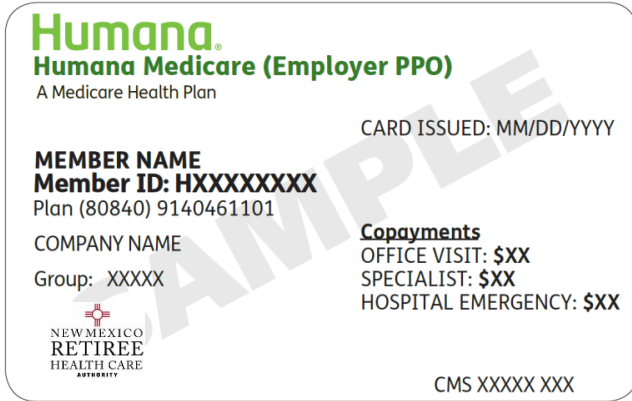 Humana.
Humana Medicare (Employer PPO)
A Medicare Health Plan
CARD ISSUED: MM/DD/YYYY
MEMBER NAME
Member ID: HXXXXXXXX
Plan (80840) 9140461101
COMPANY NAME
Group: XXXXX
Copayments
OFFICE VISIT: $XX
SPECIALIST: $XX
HOSPITAL EMERGENCY: $XX
NEW MEXICO
RETIREE
HEALTH CARE
AUTHORITY
CMS XXXXX XXX
SAMPLE